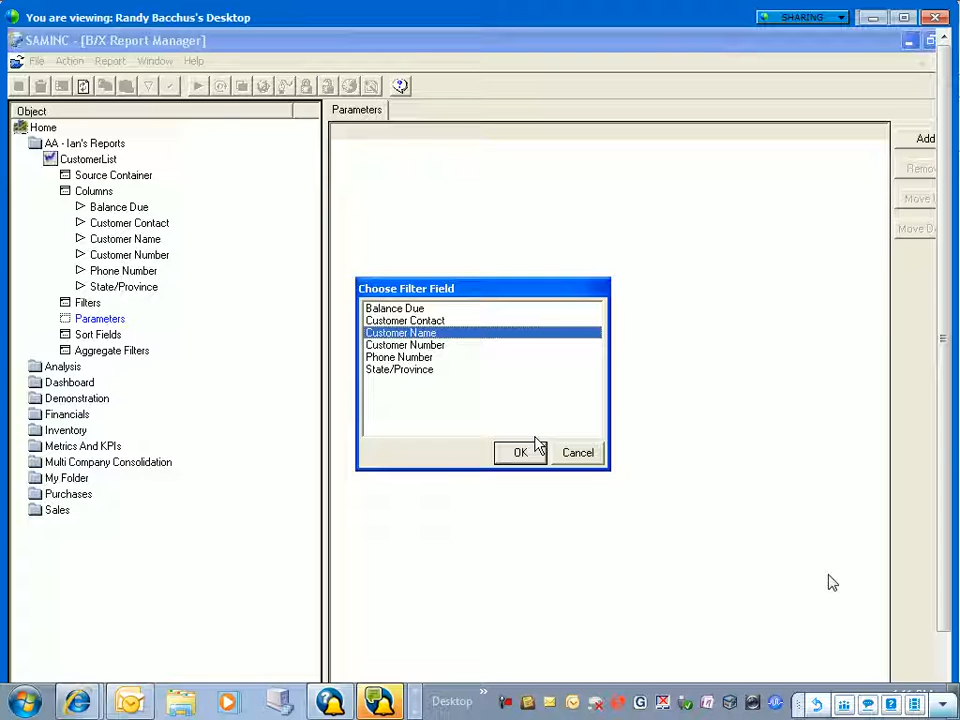 You are viewing: Randy Bacchus's Desktop
SHARING
SAMINC - [B/X Report Manager]
File Action Report Window Help
Object
Parameters
Home
AA - Ian's Reports
CustomerList
Source Container
Columns
Balance Due
Customer Contact
Customer Name
Customer Number
Phone Number
State/Province
Filters
Parameters
Sort Fields
Aggregate Filters
Analysis
Dashboard
Demonstration
Financials
Inventory
Metrics And KPIs
Multi Company Consolidation
My Folder
Purchases
Sales
Add
Remov
Move U
Move D
Choose Filter Field
Balance Due
Customer Contact
Customer Name
Customer Number
Phone Number
State/Province
OK
Cancel
Desktop